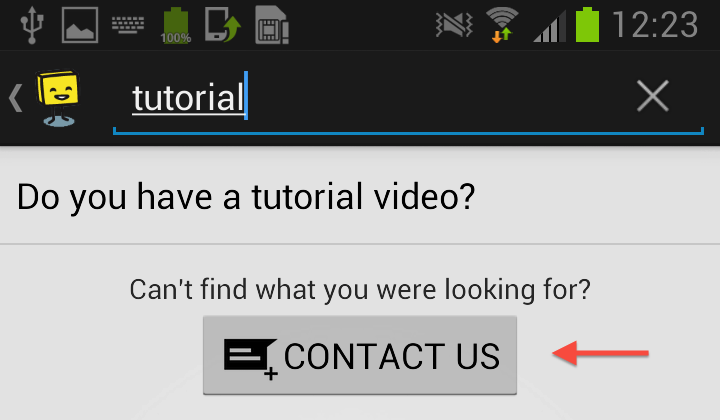 100%
12:23
tutorial
Do you have a tutorial video?
Can't find what you were looking for?
CONTACT US